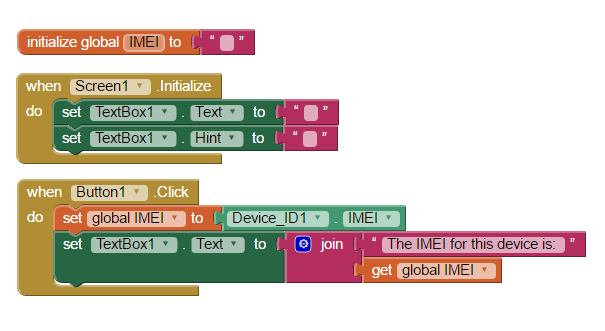 initialize global IMEI to “ ”
when Screen1 .Initialize
do set TextBox1 . Text to “ ”
set TextBox1 . Hint to “ ”
when Button1 .Click
do set global IMEI to Device_ID1 . IMEI
set TextBox1 . Text to join “ The IMEI for this device is: ”
get global IMEI